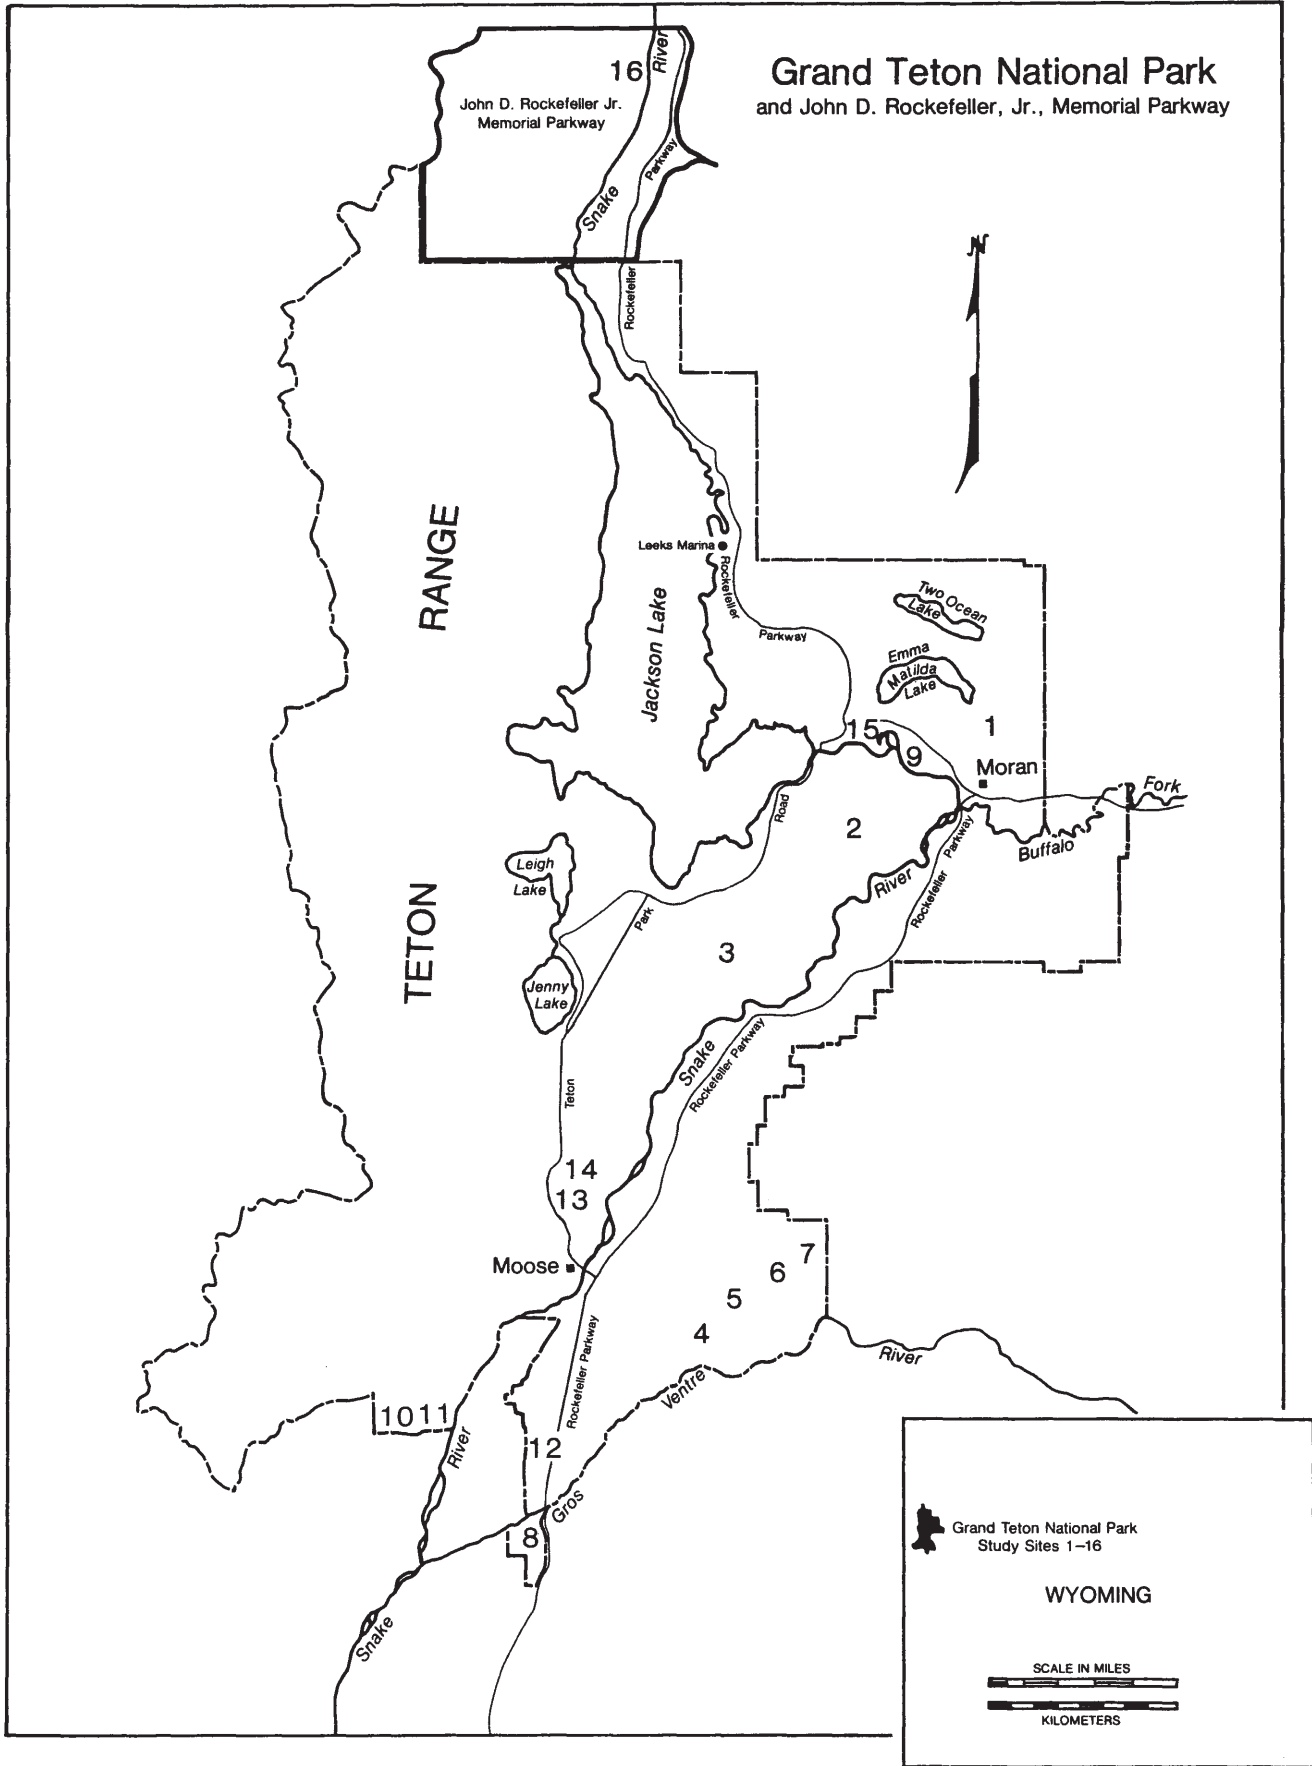 Grand Teton National Park
and John D. Rockefeller, Jr., Memorial Parkway
16
River
John D. Rockefeller Jr.
Memorial Parkway
Parkway
Snake
N
Rockefeller
RANGE
Leeks Marina
Rockefeller
Parkway
Jackson Lake
Two Ocean
Lake
Emma
Matilda
Lake
1
15
9
Moran
Fork
Road
2
Parkway
Buffalo
Leigh
Lake
River
Rockefeller
TETON
Park
3
Jenny
Lake
Snake
Rockefeller Parkway
Teton
14
13
Moose
7
6
5
4
Rockefeller Parkway
River
Ventre
10 11
River
12
Gros
8
Snake
Grand Teton National Park
Study Sites 1–16
WYOMING
SCALE IN MILES
KILOMETERS